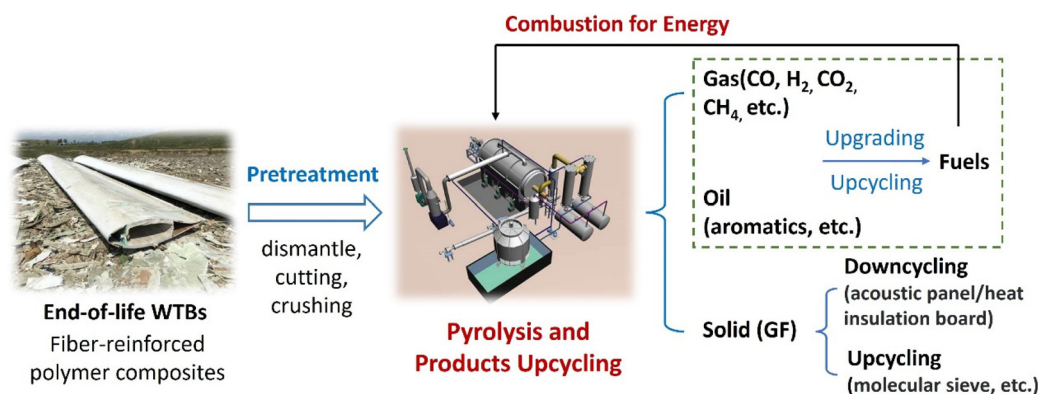 Combustion for Energy
Gas(CO, H2, CO2,
CH4, etc.)
Upgrading
Fuels
Upcycling
Oil
(aromatics, etc.)
Pretreatment
dismantle,
cutting,
crushing
End-of-life WTBs
Fiber-reinforced
polymer composites
Pyrolysis and
Products Upcycling
Solid (GF)
Downcycling
(acoustic panel/heat
insulation board)
Upcycling
(molecular sieve, etc.)